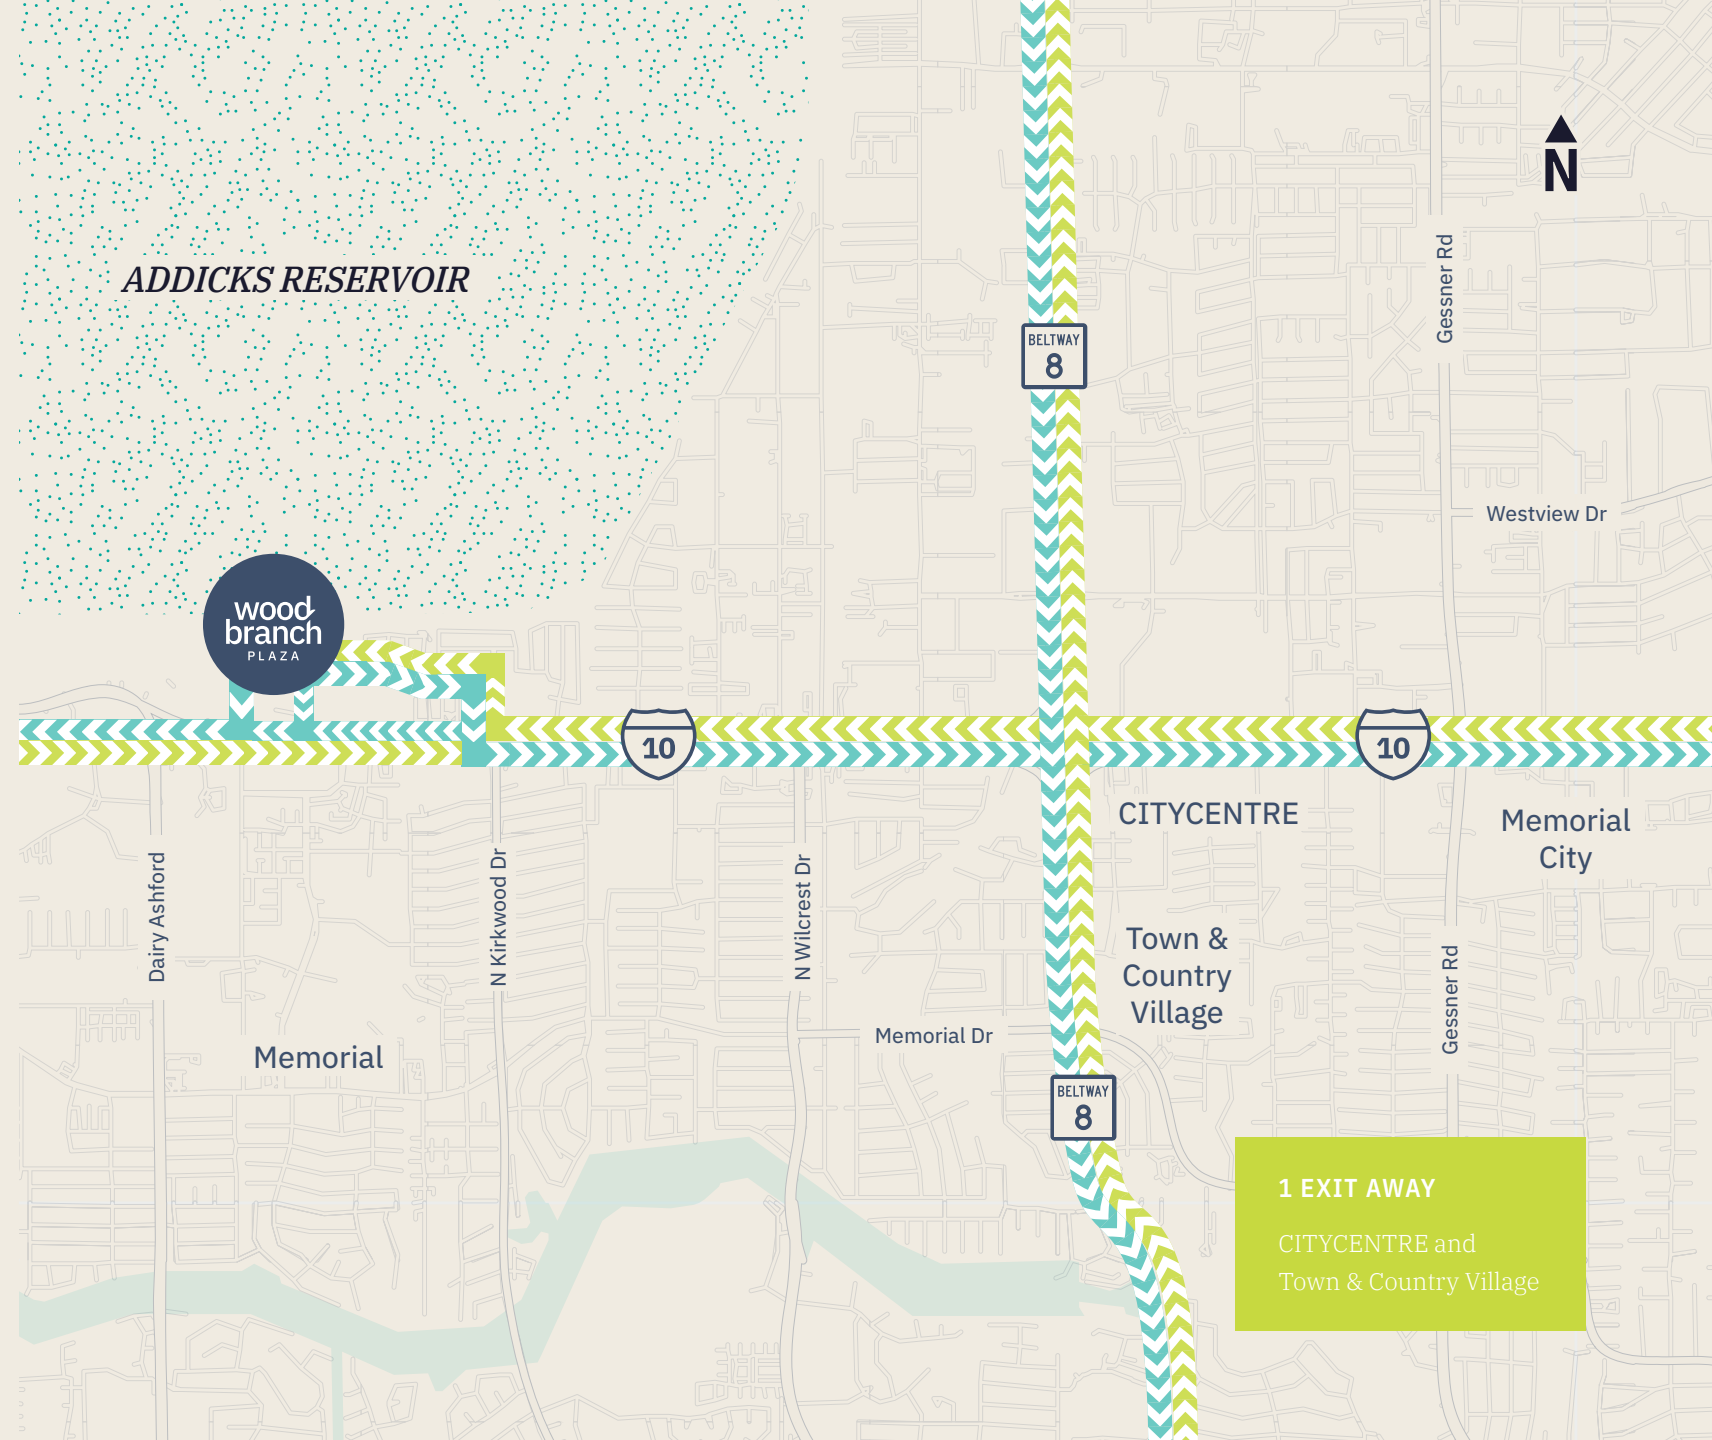 N
Gessner Rd
ADDICKS RESERVOIR
BELTWAY
8
Westview Dr
wood
branch
PLAZA
10
10
CITYCENTRE
Memorial
City
Dairy Ashford
N Kirkwood Dr
N Wilcrest Dr
Town &
Country
Village
Gessner Rd
Memorial Dr
Memorial
BELTWAY
8
1 EXIT AWAY
CITYCENTRE and
Town & Country Village